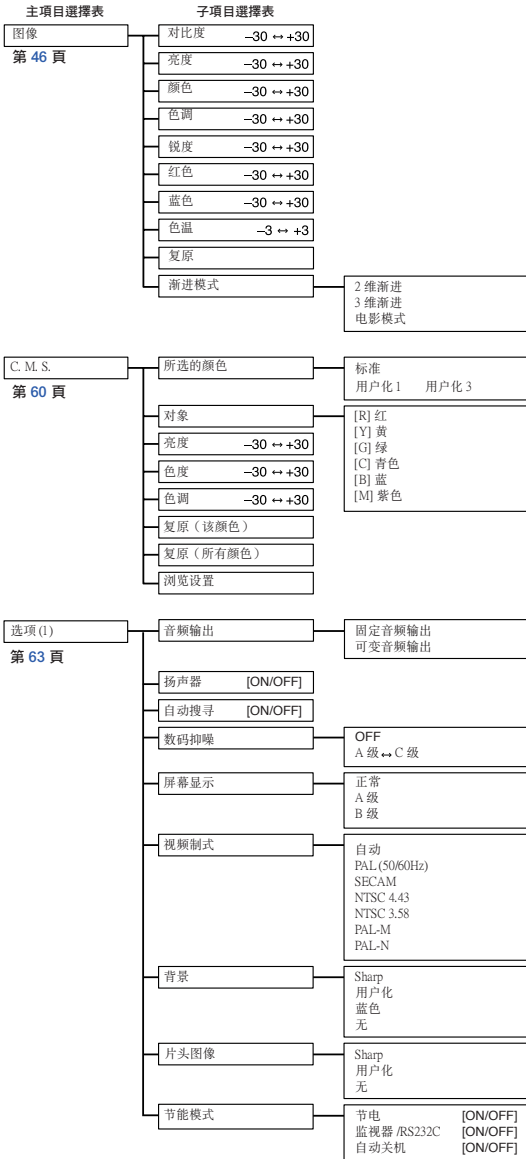 主項目選擇表 子項目選擇表
图像
第 46 頁
对比度 –30 ↔ +30
亮度 –30 ↔ +30
颜色 –30 ↔ +30
色调 –30 ↔ +30
锐度 –30 ↔ +30
红色 –30 ↔ +30
蓝色 –30 ↔ +30
色温 –3 ↔ +3
复原
渐进模式
2 维渐进
3 维渐进
电影模式
C. M. S.
第 60 頁
所选的颜色
标准
用户化 1 用户化 3
对象
[R] 红
[Y] 黄
[G] 绿
[C] 青色
[B] 蓝
[M] 紫色
亮度 –30 ↔ +30
色度 –30 ↔ +30
色调 –30 ↔ +30
复原（该颜色）
复原（所有颜色）
浏览设置
选项 (1)
第 63 頁
音频输出
固定音频输出
可变音频输出
扬声器 [ON/OFF]
自动搜寻 [ON/OFF]
数码抑噪
OFF
A 级 ↔ C 级
屏幕显示
正常
A 级
B 级
视频制式
自动
PAL (50/60Hz)
SECAM
NTSC 4.43
NTSC 3.58
PAL-M
PAL-N
背景
Sharp
用户化
蓝色
无
片头图像
Sharp
用户化
无
节能模式
节电 [ON/OFF]
监视器 /RS232C [ON/OFF]
自动关机 [ON/OFF]